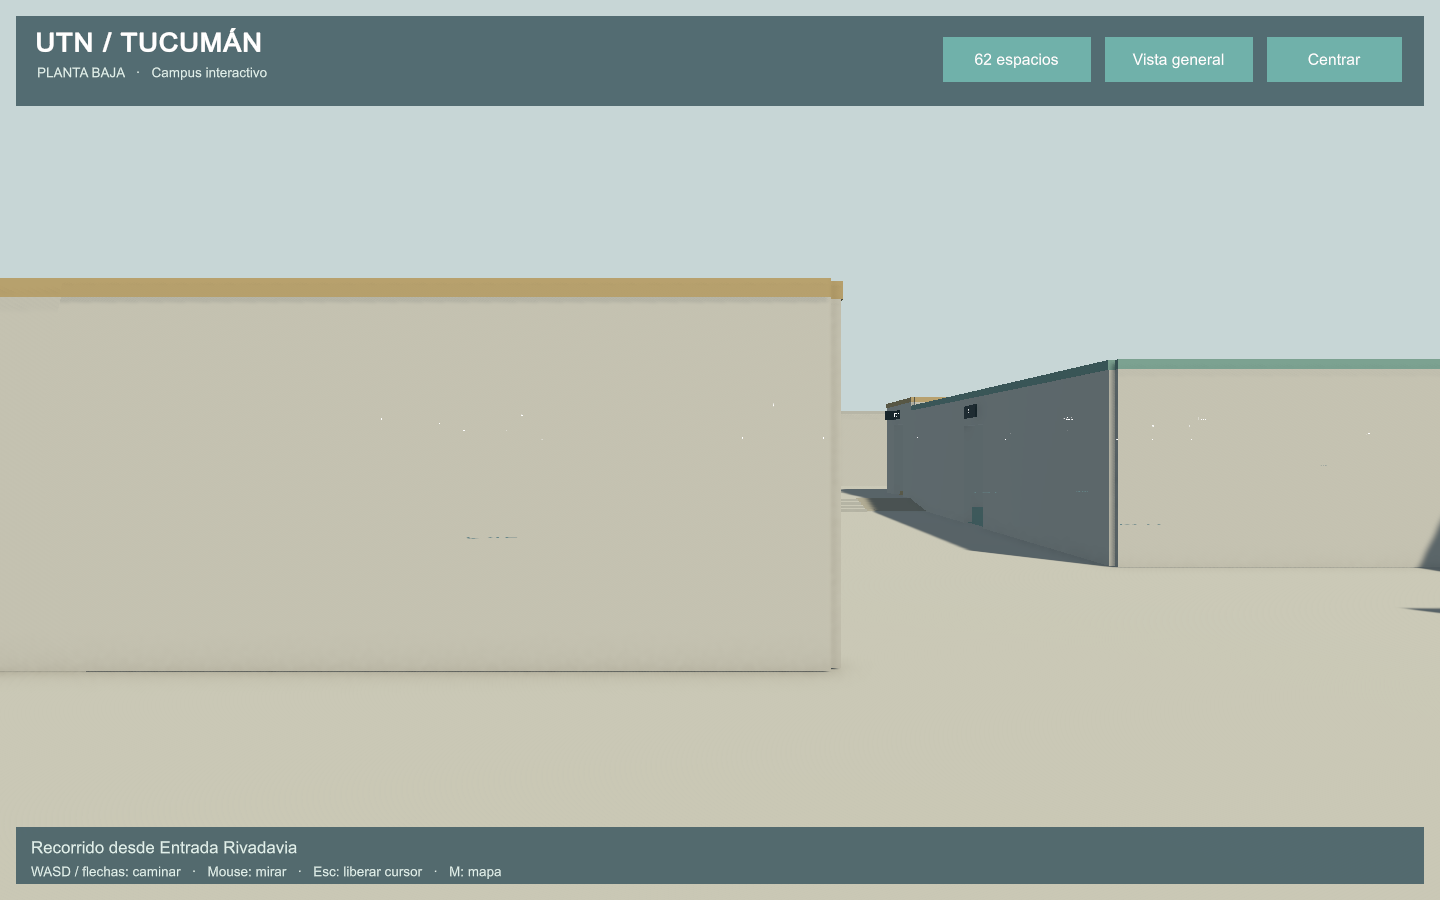 UTN / TUCUMÁN
PLANTA BAJA · Campus interactivo
62 espacios
Vista general
Centrar
Recorrido desde Entrada Rivadavia
WASD / flechas: caminar · Mouse: mirar · Esc: liberar cursor · M: mapa